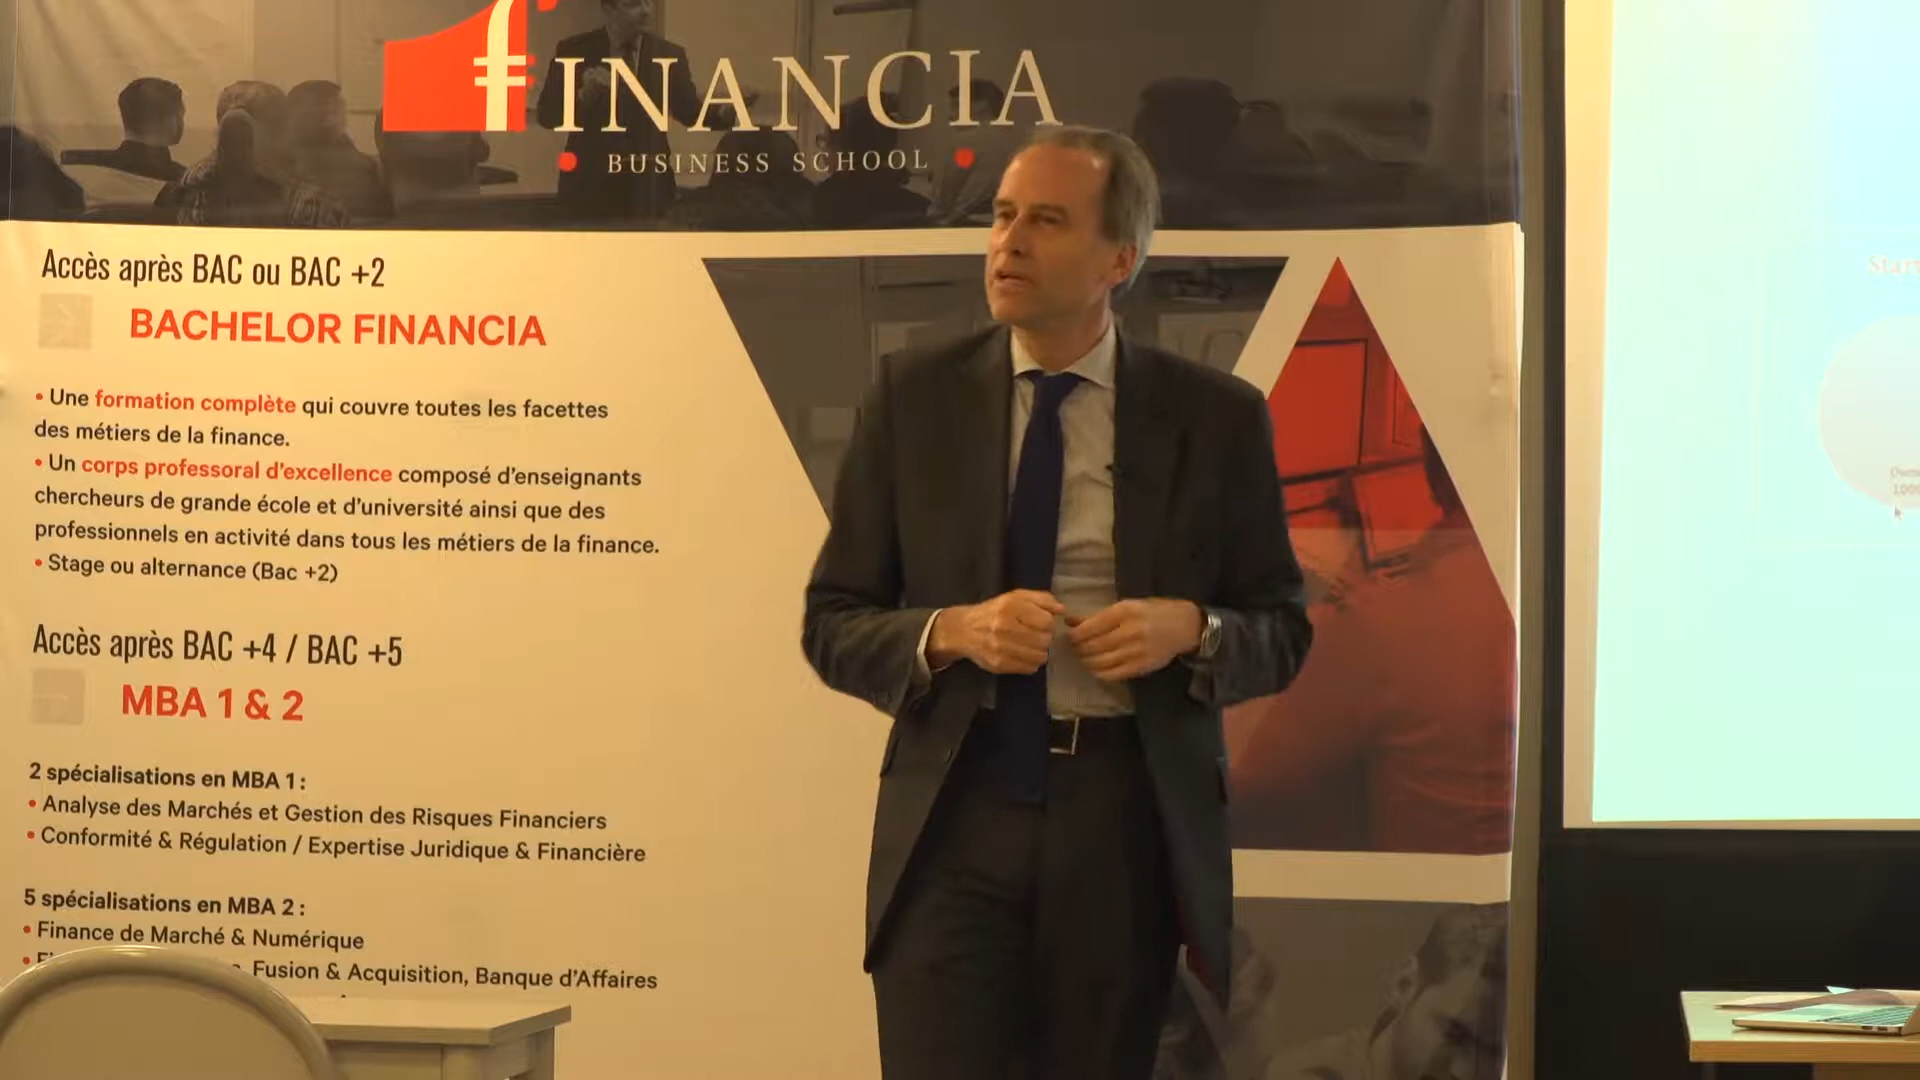 FINANCIA
BUSINESS SCHOOL
Accès après BAC ou BAC +2
BACHELOR FINANCIA
• Une formation complète qui couvre toutes les facettes
des métiers de la finance.
• Un corps professoral d'excellence composé d'enseignants
chercheurs de grande école et d'université ainsi que des
professionnels en activité dans tous les métiers de la finance.
• Stage ou alternance (Bac +2)
Accès après BAC +4 / BAC +5
MBA 1 & 2
2 spécialisations en MBA 1 :
• Analyse des Marchés et Gestion des Risques Financiers
• Conformité & Régulation / Expertise Juridique & Financière
5 spécialisations en MBA 2 :
• Finance de Marché & Numérique
• Fusion & Acquisition, Banque d'Affaires
Start